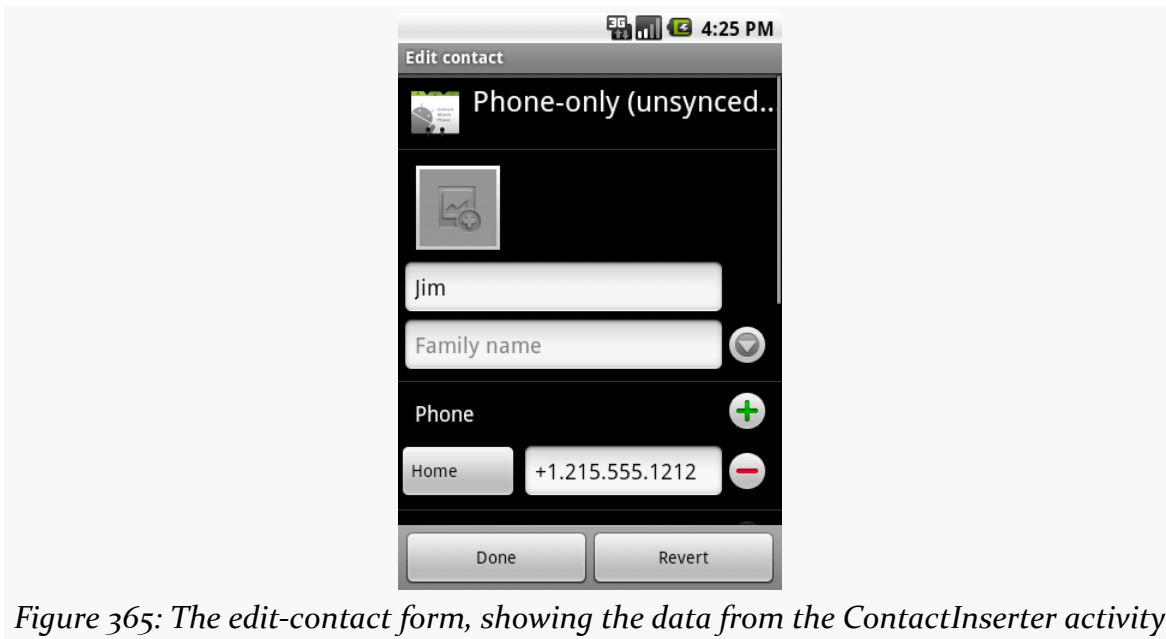 3G 4:25 PM
Edit contact
Phone-only (unsynced..
Jim
Family name
Phone
Home +1.215.555.1212
Done Revert
Figure 365: The edit-contact form, showing the data from the ContactInserter activity